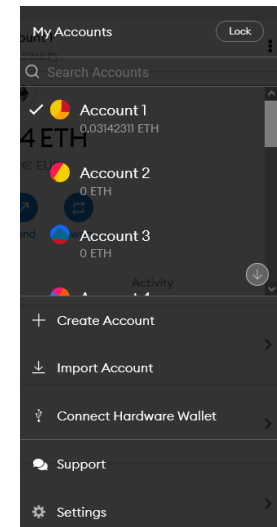 My Accounts
Lock
Search Accounts
Account 1
0.03142311 ETH
4 ETH
Account 2
0 ETH
Account 3
0 ETH
Activity
Create Account
Import Account
Connect Hardware Wallet
Support
Settings